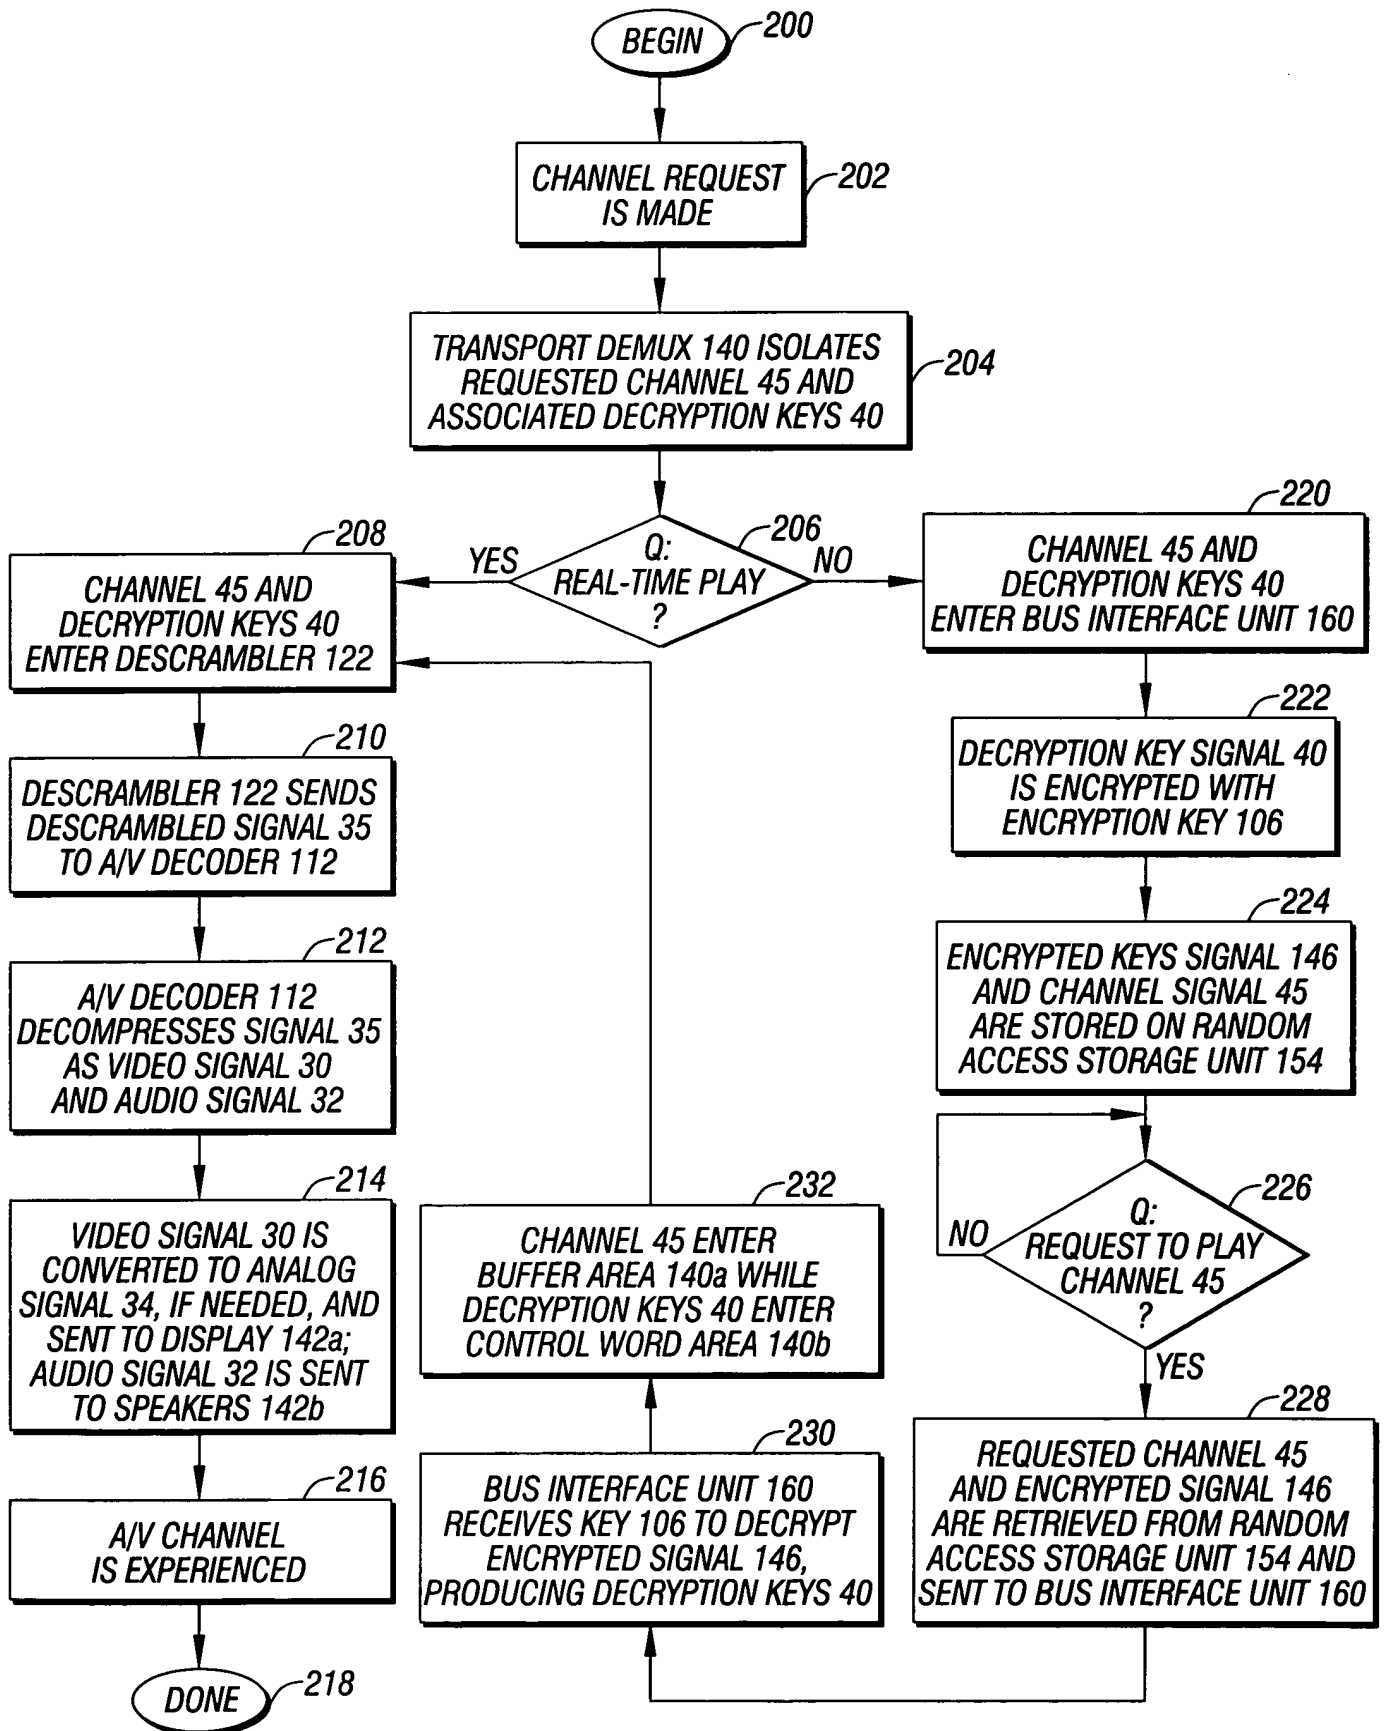 BEGIN
200
CHANNEL REQUEST
IS MADE
202
TRANSPORT DEMUX 140 ISOLATES
REQUESTED CHANNEL 45 AND
ASSOCIATED DECRYPTION KEYS 40
204
Q:
REAL-TIME PLAY
?
206
YES
NO
208
CHANNEL 45 AND
DECRYPTION KEYS 40
ENTER DESCRAMBLER 122
210
DESCRAMBLER 122 SENDS
DESCRAMBLED SIGNAL 35
TO A/V DECODER 112
212
A/V DECODER 112
DECOMPRESSES SIGNAL 35
AS VIDEO SIGNAL 30
AND AUDIO SIGNAL 32
214
VIDEO SIGNAL 30 IS
CONVERTED TO ANALOG
SIGNAL 34, IF NEEDED, AND
SENT TO DISPLAY 142a;
AUDIO SIGNAL 32 IS SENT
TO SPEAKERS 142b
216
A/V CHANNEL
IS EXPERIENCED
DONE
218
220
CHANNEL 45 AND
DECRYPTION KEYS 40
ENTER BUS INTERFACE UNIT 160
222
DECRYPTION KEY SIGNAL 40
IS ENCRYPTED WITH
ENCRYPTION KEY 106
224
ENCRYPTED KEYS SIGNAL 146
AND CHANNEL SIGNAL 45
ARE STORED ON RANDOM
ACCESS STORAGE UNIT 154
226
Q:
REQUEST TO PLAY
CHANNEL 45
?
NO
YES
228
REQUESTED CHANNEL 45
AND ENCRYPTED SIGNAL 146
ARE RETRIEVED FROM RANDOM
ACCESS STORAGE UNIT 154 AND
SENT TO BUS INTERFACE UNIT 160
230
BUS INTERFACE UNIT 160
RECEIVES KEY 106 TO DECRYPT
ENCRYPTED SIGNAL 146,
PRODUCING DECRYPTION KEYS 40
232
CHANNEL 45 ENTER
BUFFER AREA 140a WHILE
DECRYPTION KEYS 40 ENTER
CONTROL WORD AREA 140b